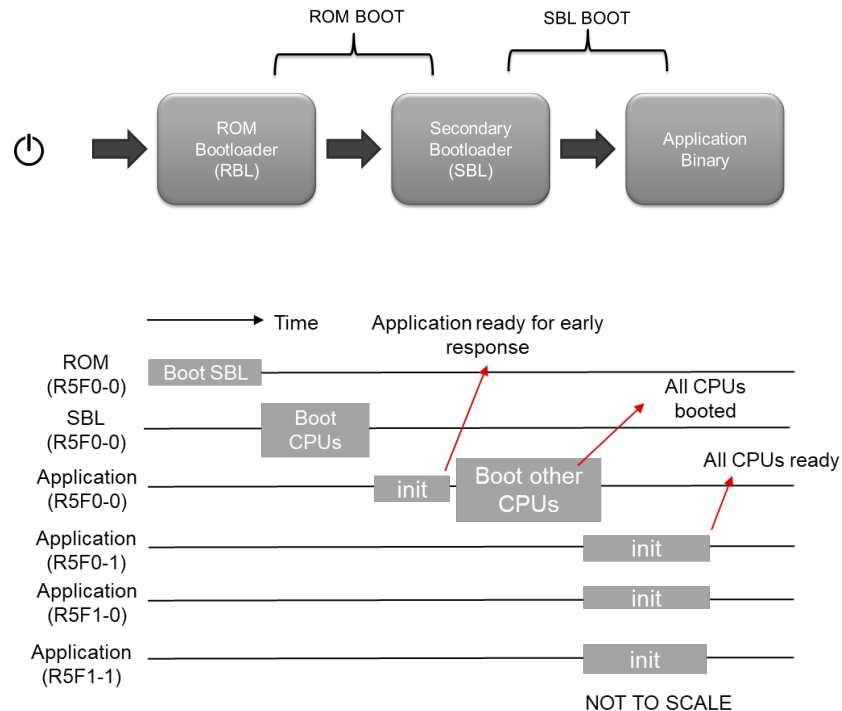 ROM BOOT
SBL BOOT
ROM
Bootloader
(RBL)
Secondary
Bootloader
(SBL)
Application
Binary
Time
Application ready for early
response
All CPUs
booted
All CPUs ready
ROM
(R5F0-0)
Boot SBL
SBL
(R5F0-0)
Boot
CPUs
Application
(R5F0-0)
init
Boot other
CPUs
Application
(R5F0-1)
init
Application
(R5F1-0)
init
Application
(R5F1-1)
init
NOT TO SCALE